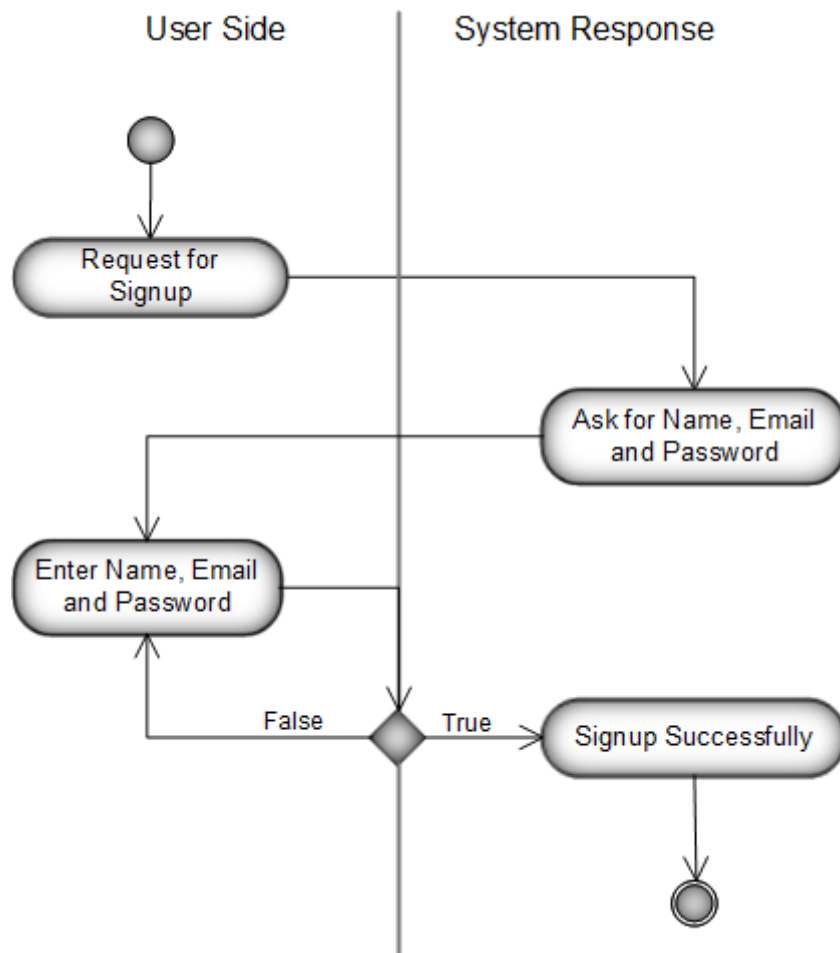 User Side
System Response
Request for
Signup
Ask for Name, Email
and Password
Enter Name, Email
and Password
False
True
Signup Successfully